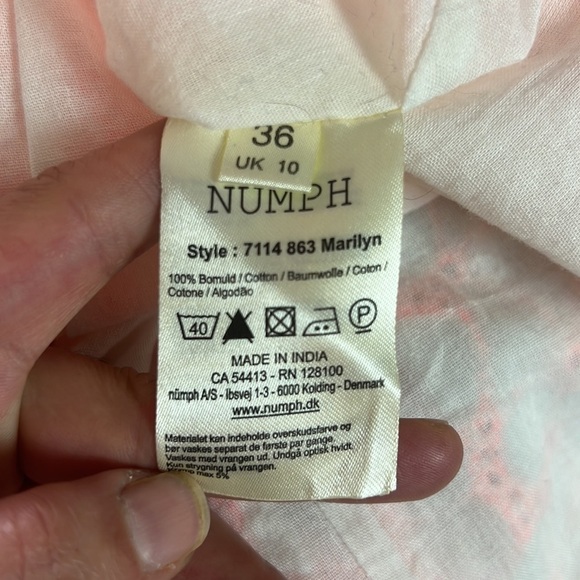 36
UK 10
NUMPH
Style : 7114 863 Marilyn
100% Bomuld / Cotton / Baumwolle / Coton /
Cotone / Algodão
40 P
MADE IN INDIA
CA 54413 - RN 128100
nümph A/S - Ibsvej 1-3 - 6000 Kolding - Denmark
www.numph.dk
Materialet kan indeholde overskudsfarve og
bør vaskes separat de første par gange.
Vaskes med vrangen ud. Undgå optisk hvidt.
Kun strygning på vrangen.
max 5%